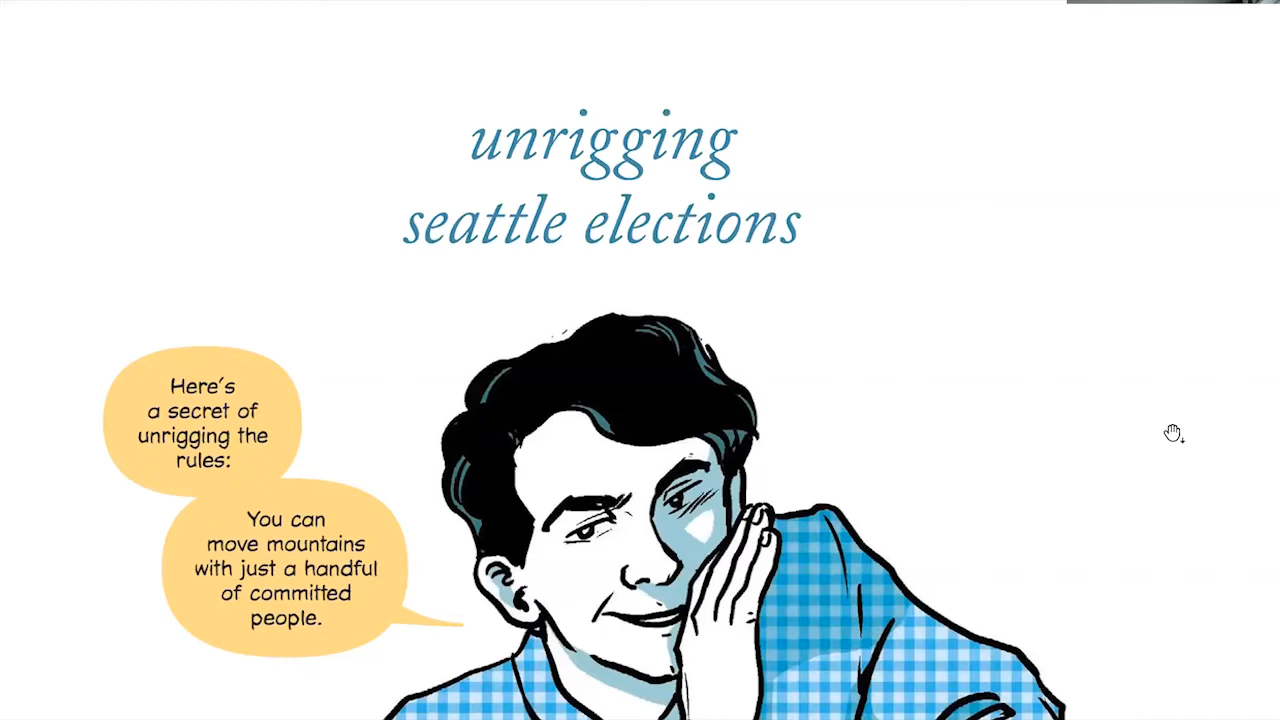 unrigging
seattle elections
Here's
a secret of
unrigging the
rules:
You can
move mountains
with just a handful
of committed
people.